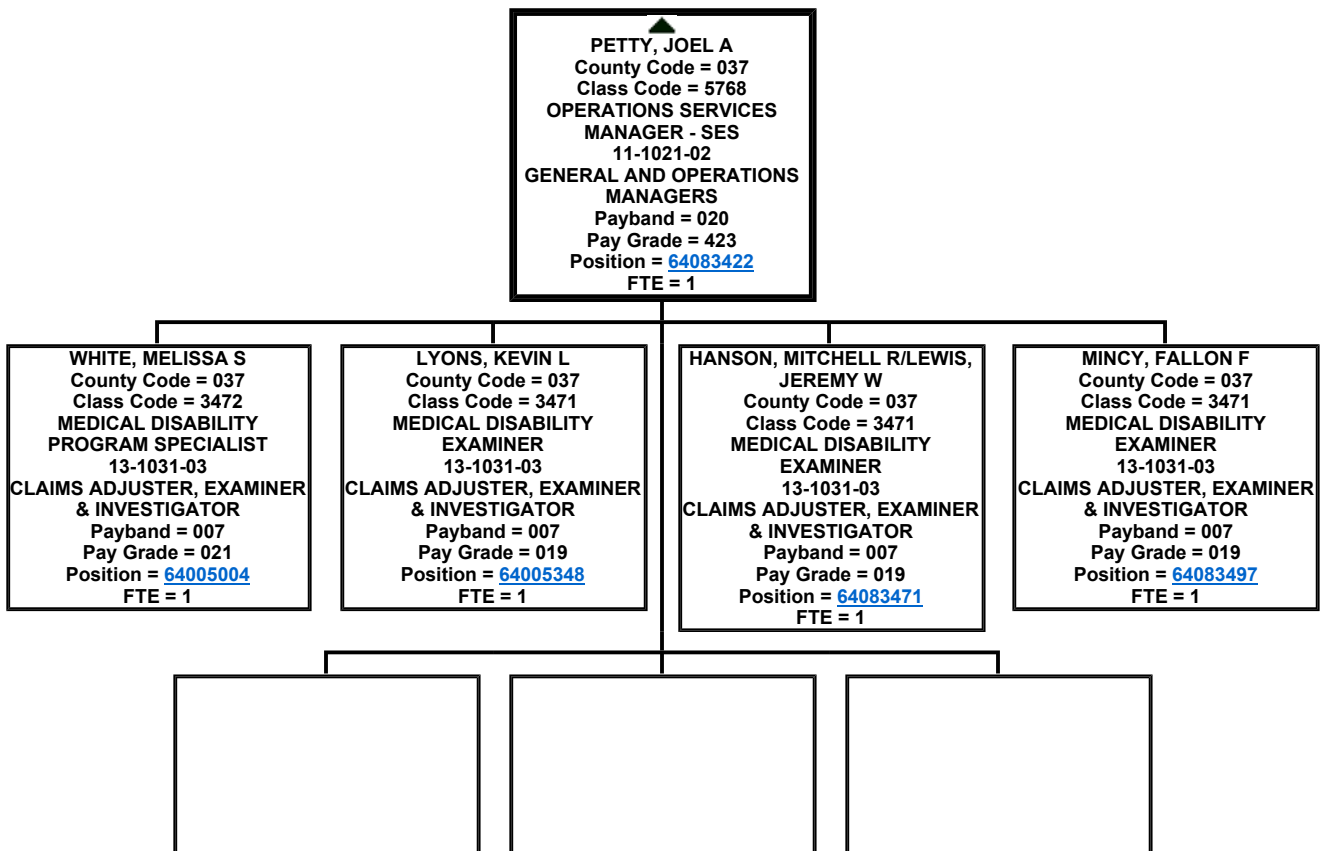 PETTY, JOEL A
County Code = 037
Class Code = 5768
OPERATIONS SERVICES
MANAGER - SES
11-1021-02
GENERAL AND OPERATIONS
MANAGERS
Payband = 020
Pay Grade = 423
Position = 64083422
FTE = 1
WHITE, MELISSA S
County Code = 037
Class Code = 3472
MEDICAL DISABILITY
PROGRAM SPECIALIST
13-1031-03
CLAIMS ADJUSTER, EXAMINER
& INVESTIGATOR
Payband = 007
Pay Grade = 021
Position = 64005004
FTE = 1
LYONS, KEVIN L
County Code = 037
Class Code = 3471
MEDICAL DISABILITY
EXAMINER
13-1031-03
CLAIMS ADJUSTER, EXAMINER
& INVESTIGATOR
Payband = 007
Pay Grade = 019
Position = 64005348
FTE = 1
HANSON, MITCHELL R/LEWIS,
JEREMY W
County Code = 037
Class Code = 3471
MEDICAL DISABILITY
EXAMINER
13-1031-03
CLAIMS ADJUSTER, EXAMINER
& INVESTIGATOR
Payband = 007
Pay Grade = 019
Position = 64083471
FTE = 1
MINCY, FALLON F
County Code = 037
Class Code = 3471
MEDICAL DISABILITY
EXAMINER
13-1031-03
CLAIMS ADJUSTER, EXAMINER
& INVESTIGATOR
Payband = 007
Pay Grade = 019
Position = 64083497
FTE = 1